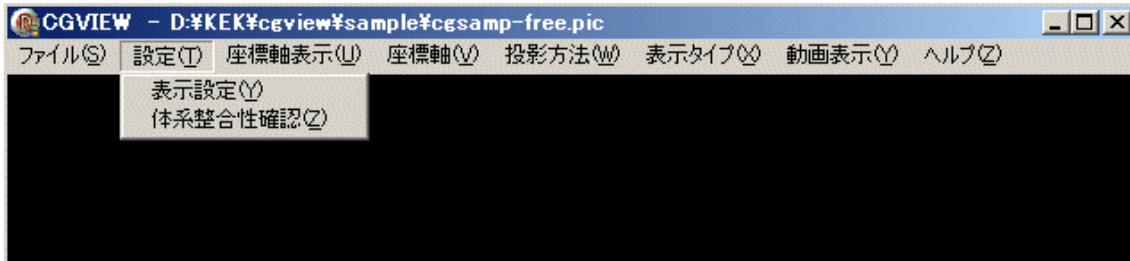 CGVIEW - D:¥KEK¥cgview¥sample¥cgsamp-free.pic
ファイル(S) 設定(T) 座標軸表示(U) 座標軸(V) 投影方法(W) 表示タイプ(X) 動画表示(Y) ヘルプ(Z)
表示設定(Y)
体系整合性確認(Z)